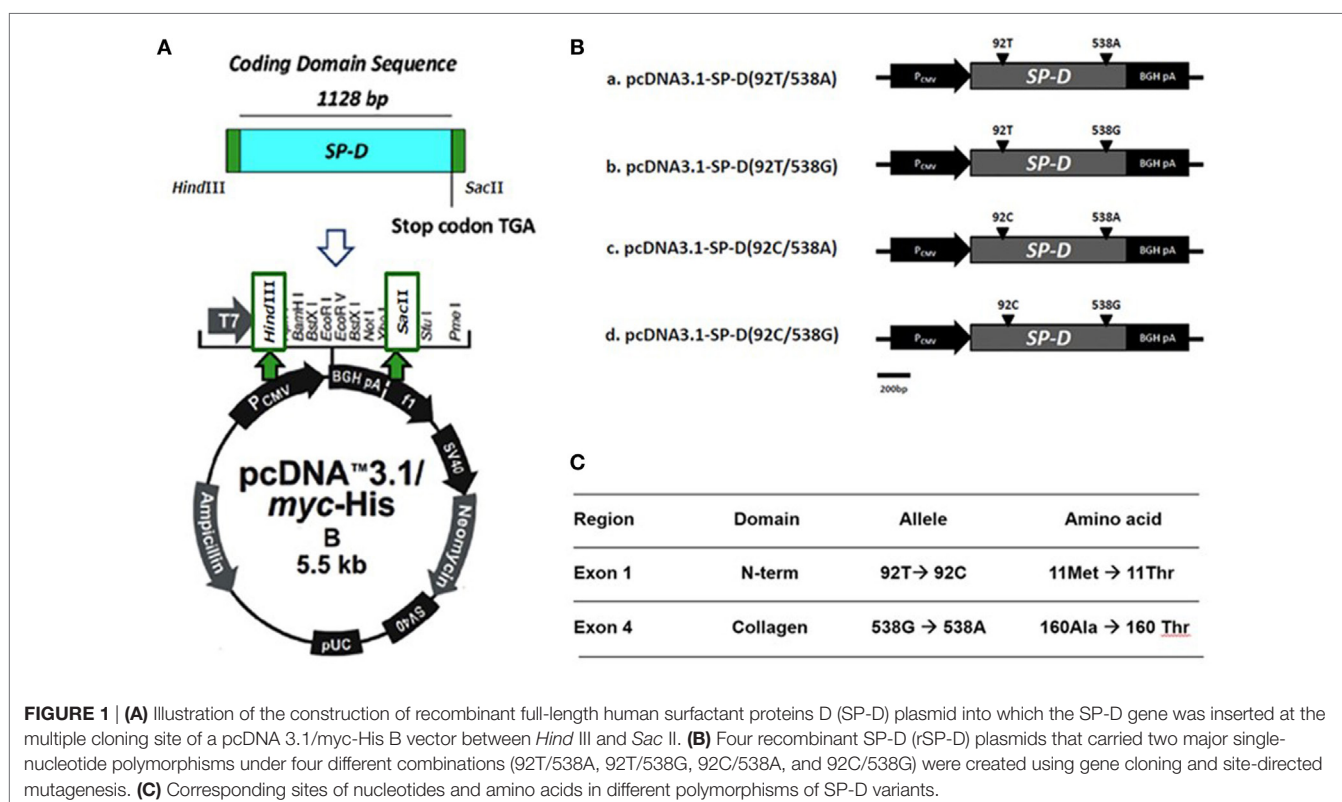 A
Coding Domain Sequence
1128 bp
SP-D
HindIII
SacII
Stop codon TGA
T7
HindIII
BamH I
BstX I
EcoR I
EcoR V
BstX I
Not I
SacII
Sfu I
Pme I
PCMV
BGH pA
f1
SV40
Neomycin
SV40
pUC
Ampicillin
pcDNA™3.1/
myc-His
B
5.5 kb
B
a. pcDNA3.1-SP-D(92T/538A)
92T 538A
PCMV SP-D BGH pA
b. pcDNA3.1-SP-D(92T/538G)
92T 538G
PCMV SP-D BGH pA
c. pcDNA3.1-SP-D(92C/538A)
92C 538A
PCMV SP-D BGH pA
d. pcDNA3.1-SP-D(92C/538G)
92C 538G
PCMV SP-D BGH pA
200bp
C
Region Domain Allele Amino acid
Exon 1 N-term 92T→ 92C 11Met → 11Thr
Exon 4 Collagen 538G → 538A 160Ala → 160 Thr
FIGURE 1 | (A) Illustration of the construction of recombinant full-length human surfactant proteins D (SP-D) plasmid into which the SP-D gene was inserted at the
multiple cloning site of a pcDNA 3.1/myc-His B vector between Hind III and Sac II. (B) Four recombinant SP-D (rSP-D) plasmids that carried two major single-
nucleotide polymorphisms under four different combinations (92T/538A, 92T/538G, 92C/538A, and 92C/538G) were created using gene cloning and site-directed
mutagenesis. (C) Corresponding sites of nucleotides and amino acids in different polymorphisms of SP-D variants.